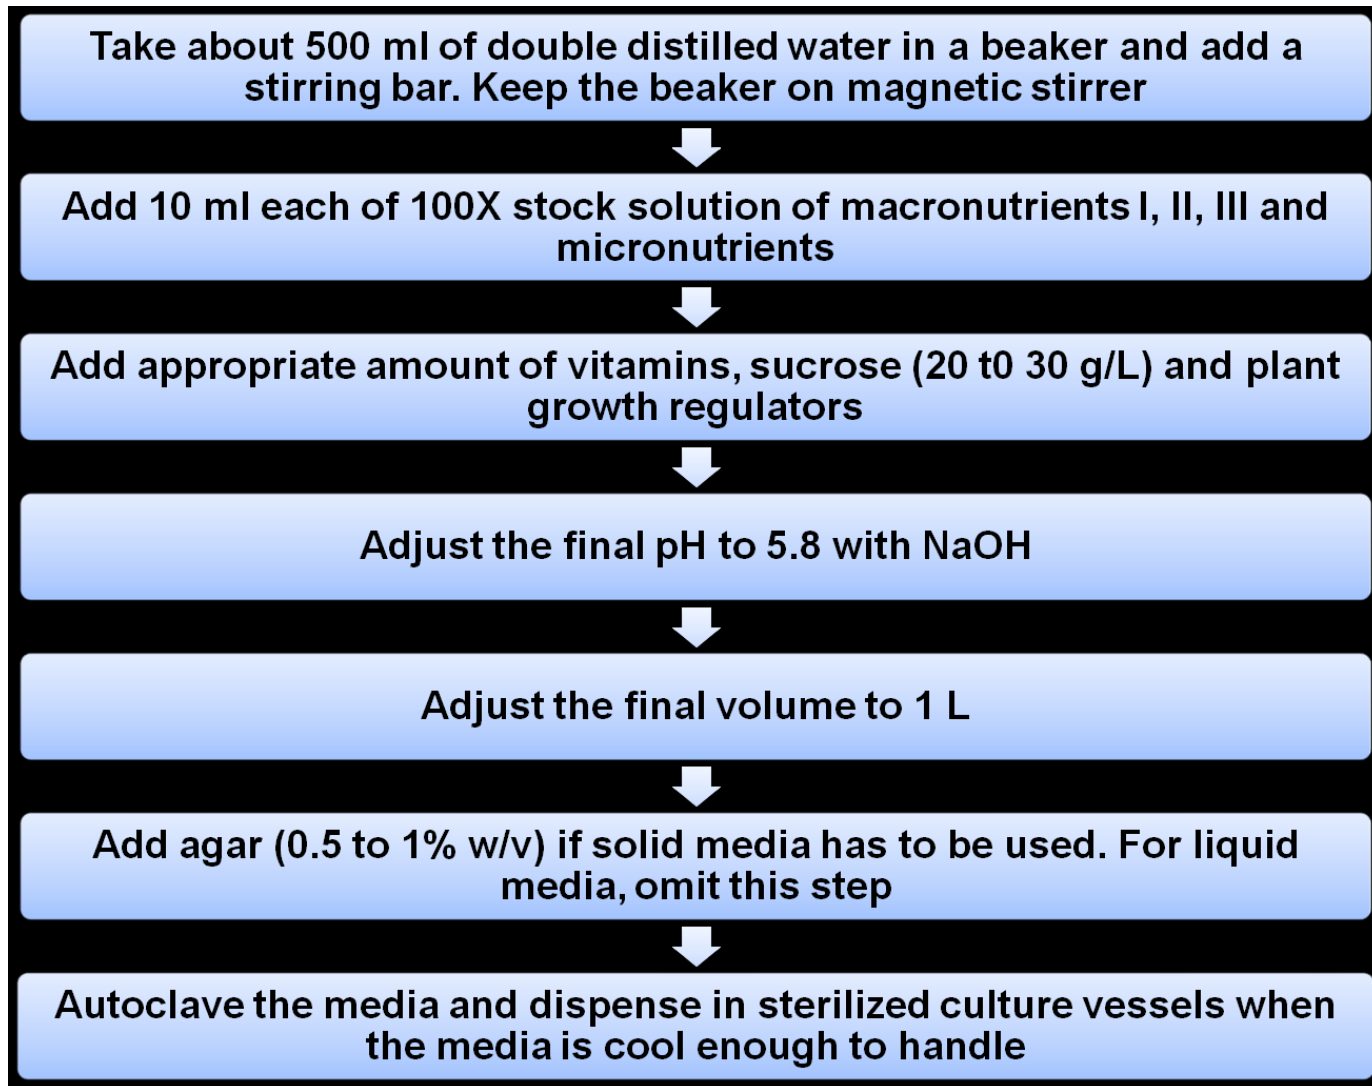 Take about 500 ml of double distilled water in a beaker and add a
stirring bar. Keep the beaker on magnetic stirrer
Add 10 ml each of 100X stock solution of macronutrients I, II, III and
micronutrients
Add appropriate amount of vitamins, sucrose (20 t0 30 g/L) and plant
growth regulators
Adjust the final pH to 5.8 with NaOH
Adjust the final volume to 1 L
Add agar (0.5 to 1% w/v) if solid media has to be used. For liquid
media, omit this step
Autoclave the media and dispense in sterilized culture vessels when
the media is cool enough to handle